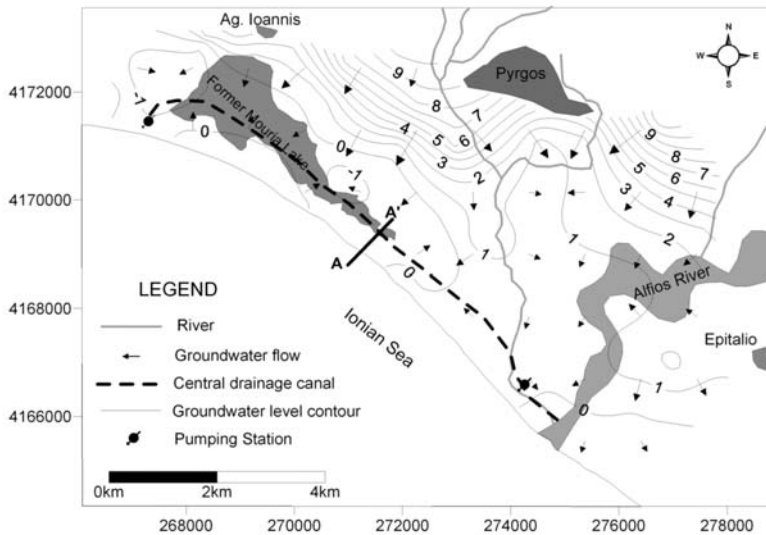 Ag. Ioannis
N
W
E
S
Pyrgos
4172000
4170000
4168000
4166000
Former Mouria Lake
-1
0
0
4
5
6
7
8
9
3
2
1
-1
0
9
8
7
6
5
4
3
2
1
A'
A
Alfios River
Epitalio
Ionian Sea
1
0
LEGEND
River
Groundwater flow
Central drainage canal
Groundwater level contour
Pumping Station
0km
2km
4km
268000
270000
272000
274000
276000
278000